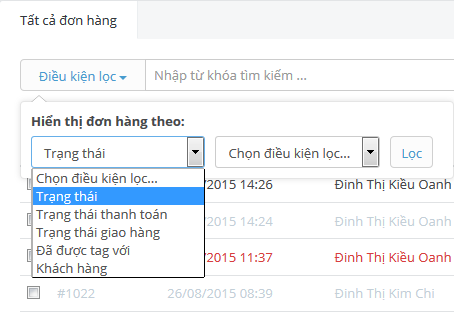 Tất cả đơn hàng
Điều kiện lọc
Nhập từ khóa tìm kiếm ...
Hiển thị đơn hàng theo:
Trạng thái
Chọn điều kiện lọc...
Lọc
Chọn điều kiện lọc...
Trạng thái
Trạng thái thanh toán
Trạng thái giao hàng
Đã được tag với
Khách hàng
/2015 14:26 Đinh Thị Kiều Oanh
/2015 14:24 Đinh Thị Kiều Oanh
/2015 11:37 Đinh Thị Kiều Oanh
#1022 26/08/2015 08:39 Đinh Thị Kim Chi